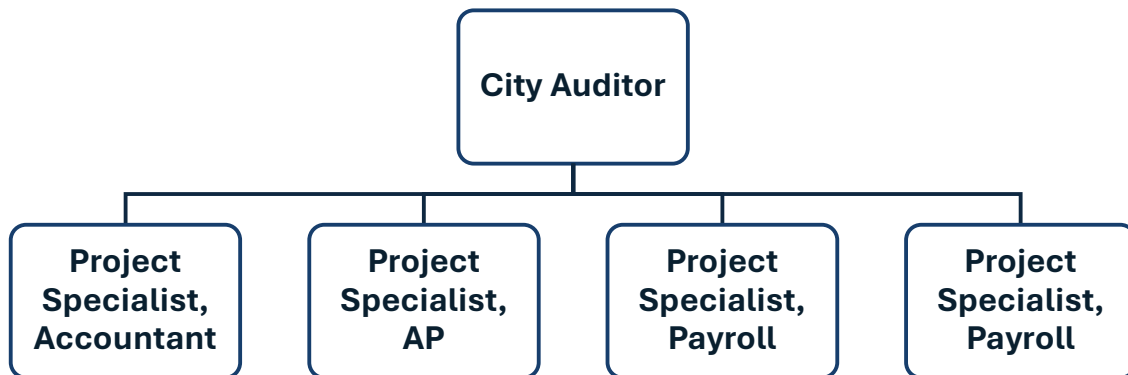 City Auditor
Project
Specialist,
Accountant
Project
Specialist,
AP
Project
Specialist,
Payroll
Project
Specialist,
Payroll